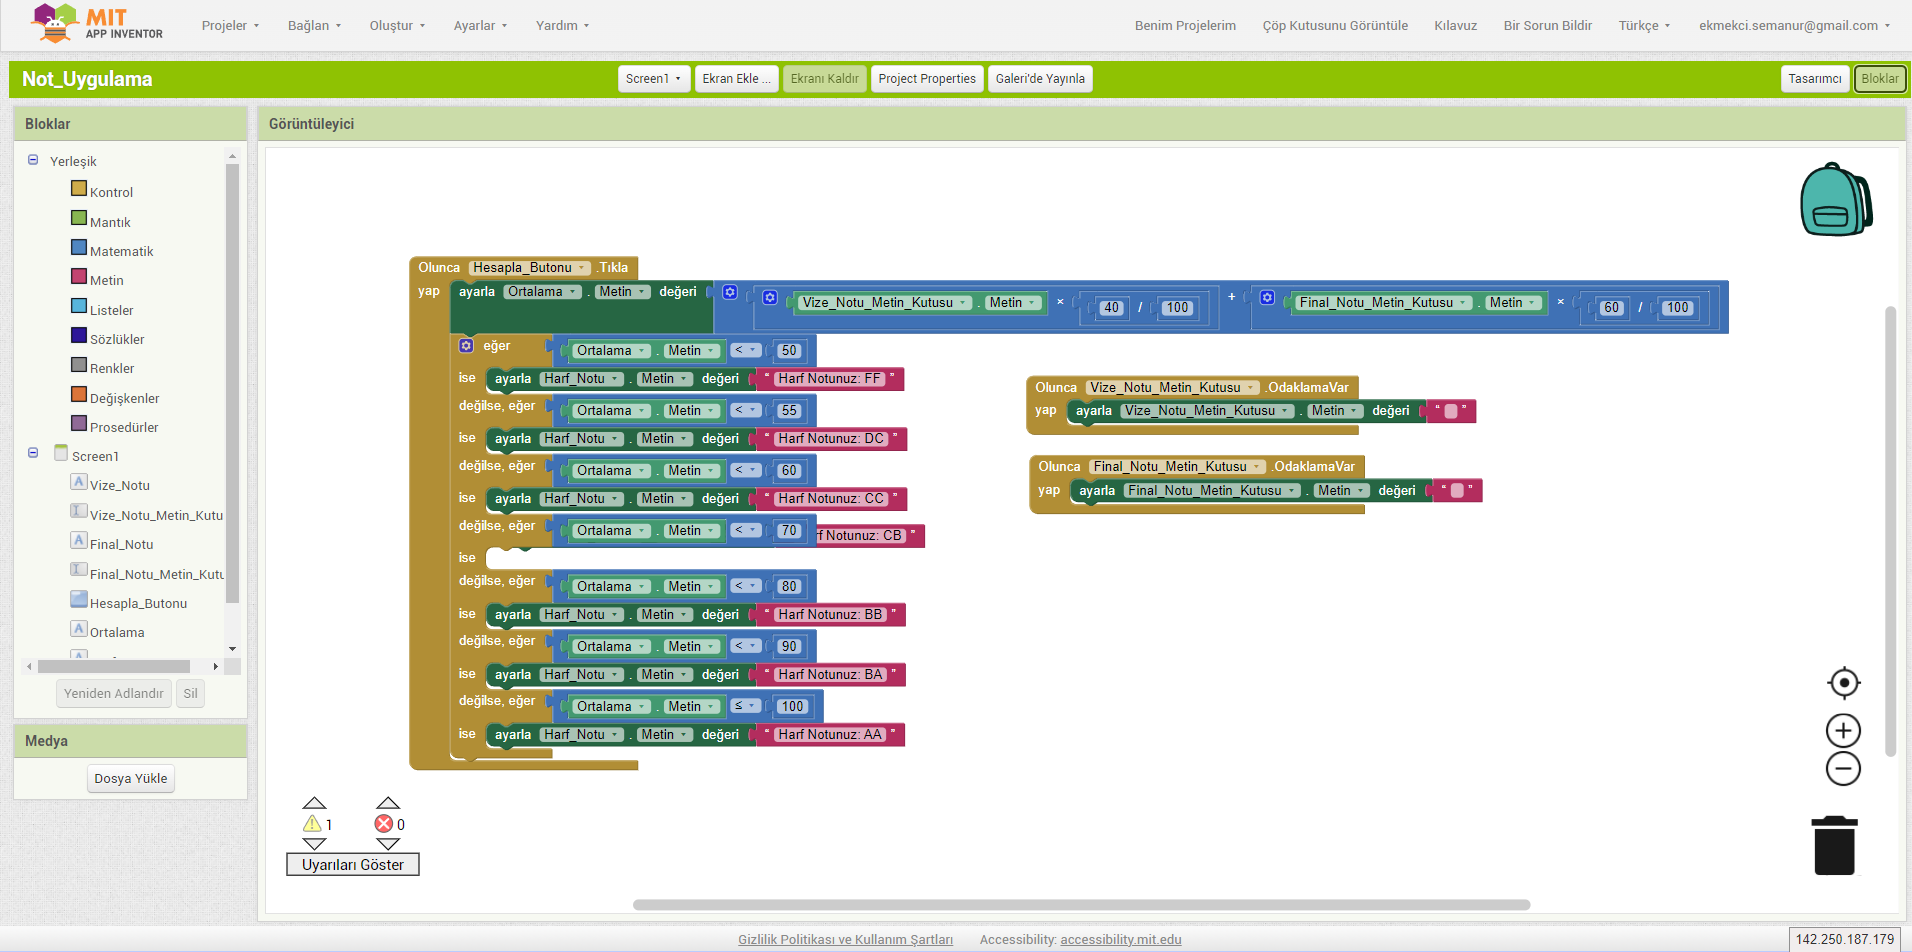 MIT
APP INVENTOR
Projeler Bağlan Oluştur Ayarlar Yardım Benim Projelerim Çöp Kutusunu Görüntüle Kılavuz Bir Sorun Bildir Türkçe ekmekci.semanur@gmail.com
Not_Uygulama Screen1 Ekran Ekle ... Ekranı Kaldır Project Properties Galeri'de Yayınla Tasarımcı Bloklar
Bloklar
Yerleşik
Kontrol
Mantık
Matematik
Metin
Listeler
Sözlükler
Renkler
Değişkenler
Prosedürler
Screen1
Vize_Notu
Vize_Notu_Metin_Kutu
Final_Notu
Final_Notu_Metin_Kutu
Hesapla_Butonu
Ortalama
Yeniden Adlandır Sil
Medya
Dosya Yükle
Görüntüleyici
Olunca Hesapla_Butonu .Tıkla
yap ayarla Ortalama . Metin değeri Vize_Notu_Metin_Kutusu . Metin × 40 / 100 + Final_Notu_Metin_Kutusu . Metin × 60 / 100
eğer Ortalama . Metin < 50
ise ayarla Harf_Notu . Metin değeri " Harf Notunuz: FF "
değilse, eğer Ortalama . Metin < 55
ise ayarla Harf_Notu . Metin değeri " Harf Notunuz: DC "
değilse, eğer Ortalama . Metin < 60
ise ayarla Harf_Notu . Metin değeri " Harf Notunuz: CC "
değilse, eğer Ortalama . Metin < 70 rf Notunuz: CB "
ise
değilse, eğer Ortalama . Metin < 80
ise ayarla Harf_Notu . Metin değeri " Harf Notunuz: BB "
değilse, eğer Ortalama . Metin < 90
ise ayarla Harf_Notu . Metin değeri " Harf Notunuz: BA "
değilse, eğer Ortalama . Metin ≤ 100
ise ayarla Harf_Notu . Metin değeri " Harf Notunuz: AA "
Olunca Vize_Notu_Metin_Kutusu .OdaklamaVar
yap ayarla Vize_Notu_Metin_Kutusu . Metin değeri " "
Olunca Final_Notu_Metin_Kutusu .OdaklamaVar
yap ayarla Final_Notu_Metin_Kutusu . Metin değeri " "
1 0
Uyarıları Göster
Gizlilik Politikası ve Kullanım Şartları Accessibility: accessibility.mit.edu
142.250.187.179